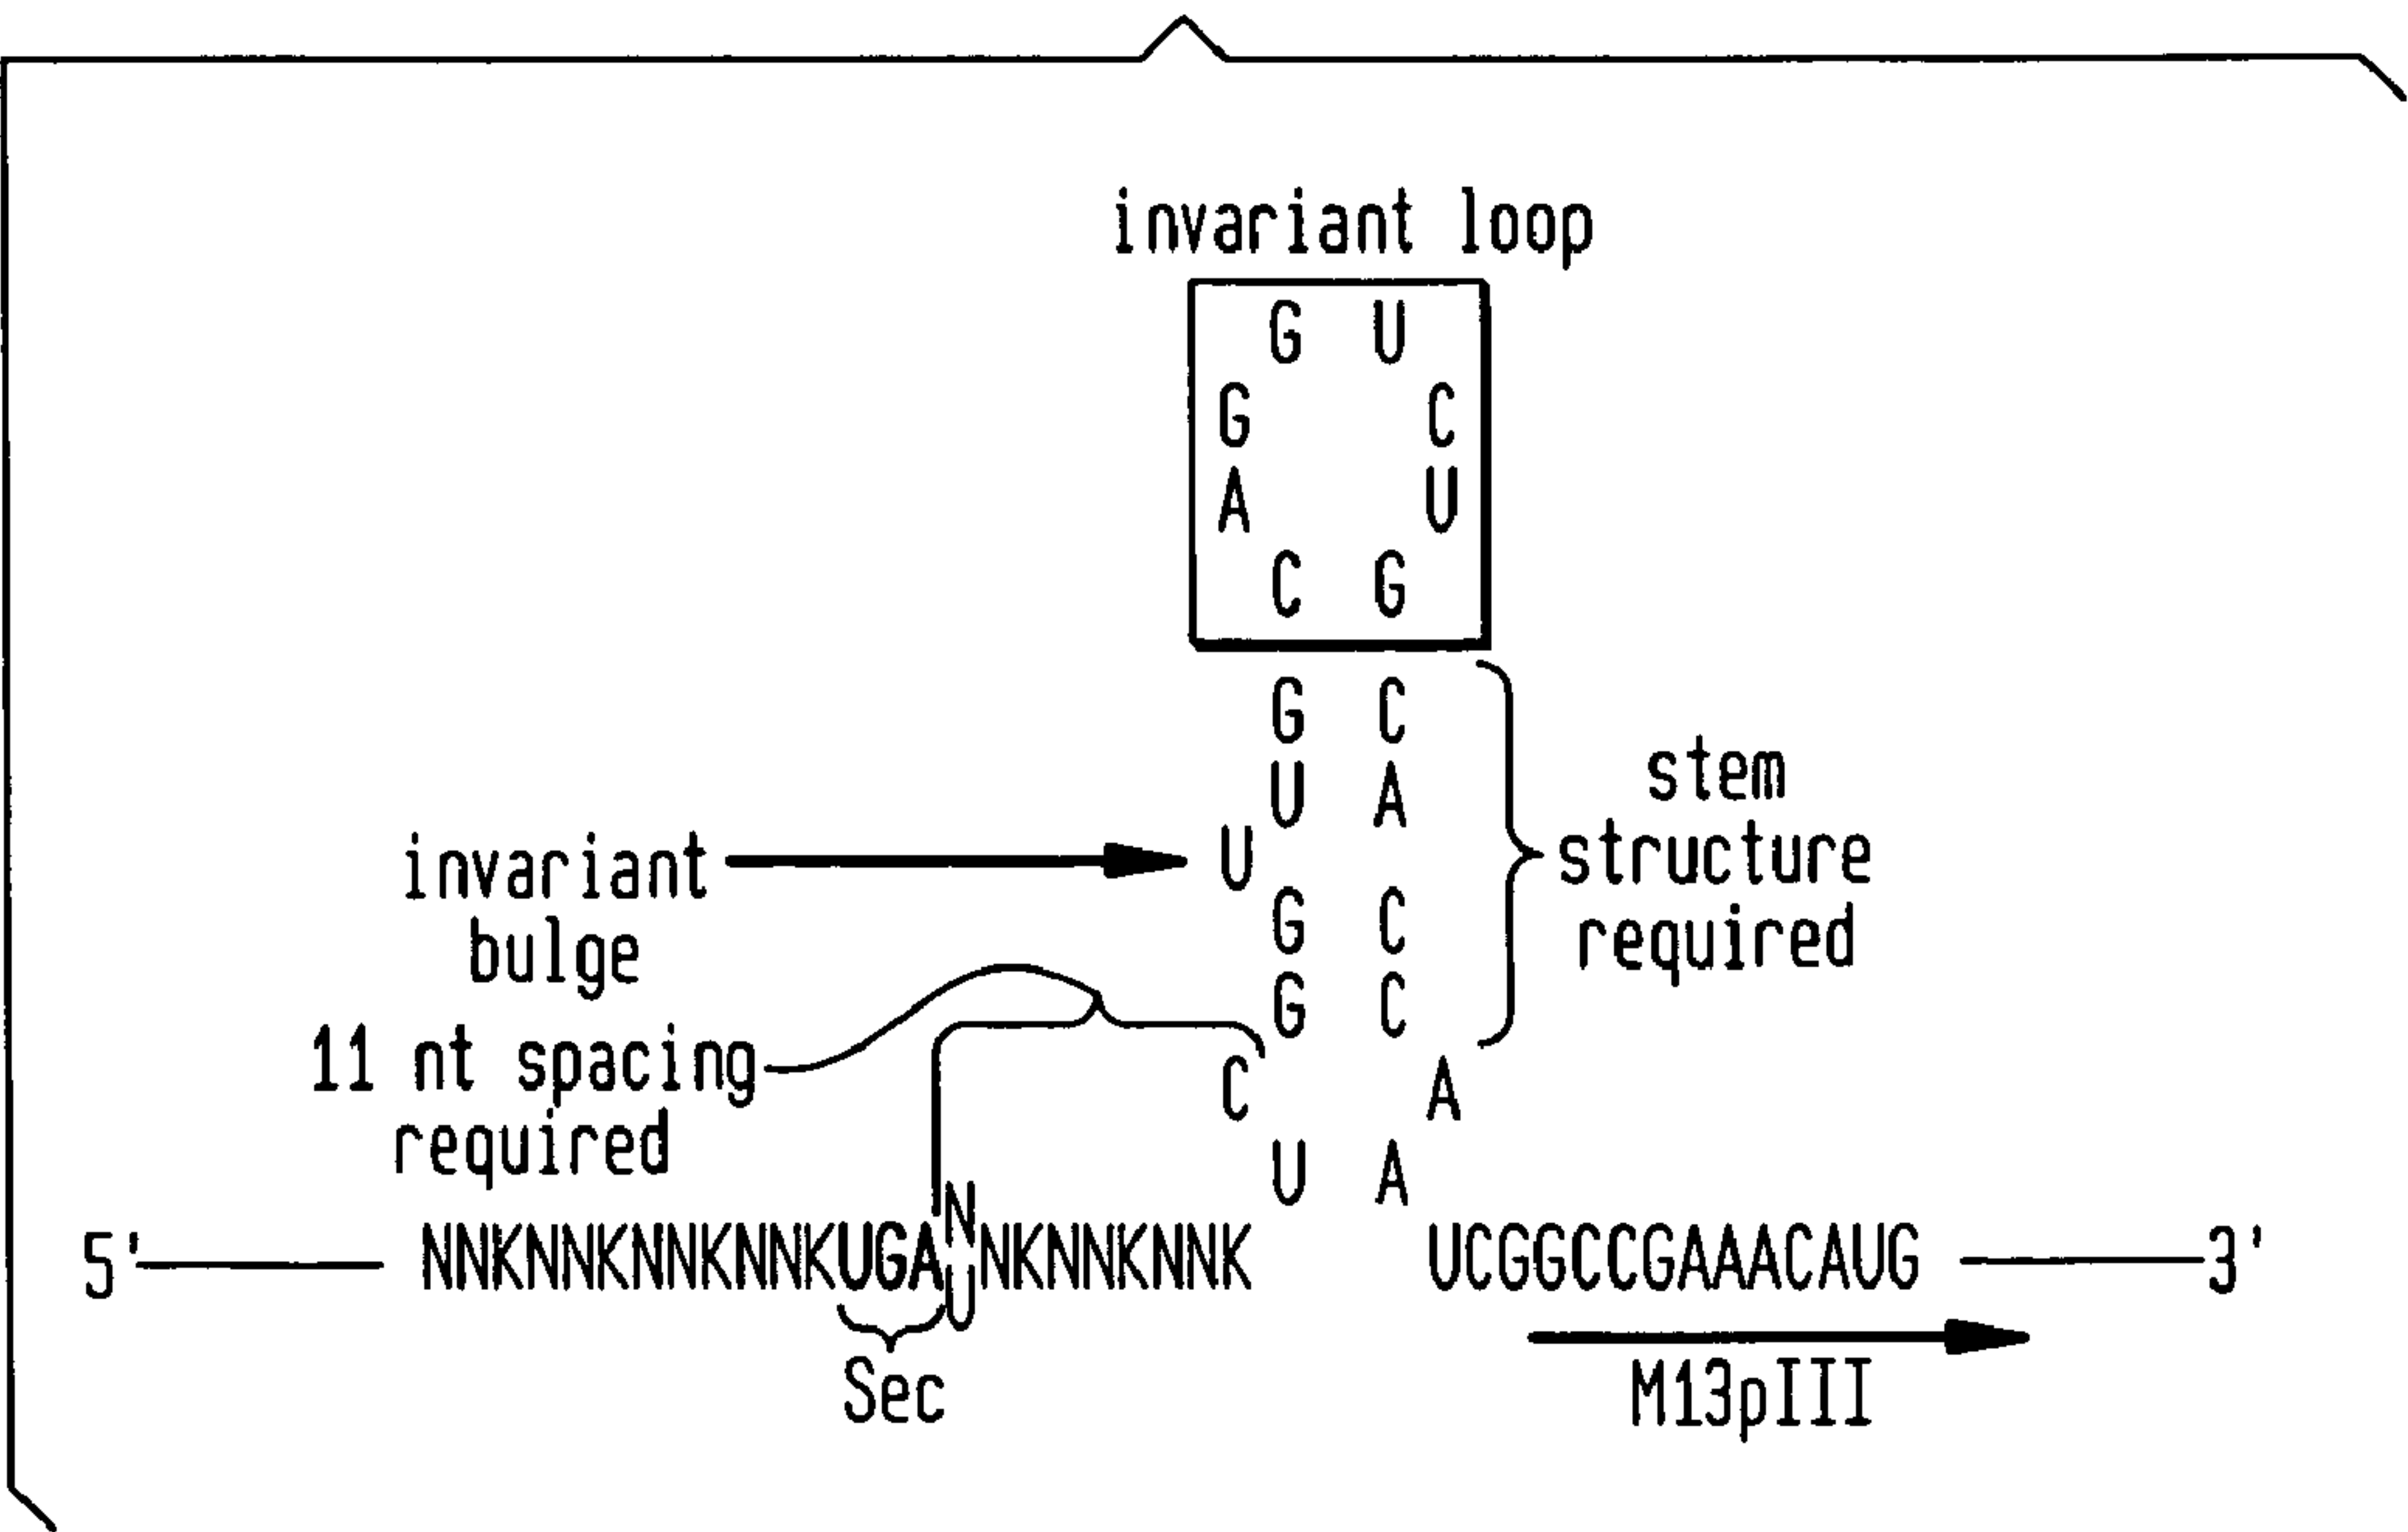 invariant loop
G U
G C
A U
C G
G C
U A
stem
structure
required
invariant
bulge
U
G C
G C
11 nt spacing
required
C A
U A
N
5' NNKNNKNNKNNKUGA NKNNKNNK UCGGCCGAAACAUG 3'
U
Sec
M13pIII